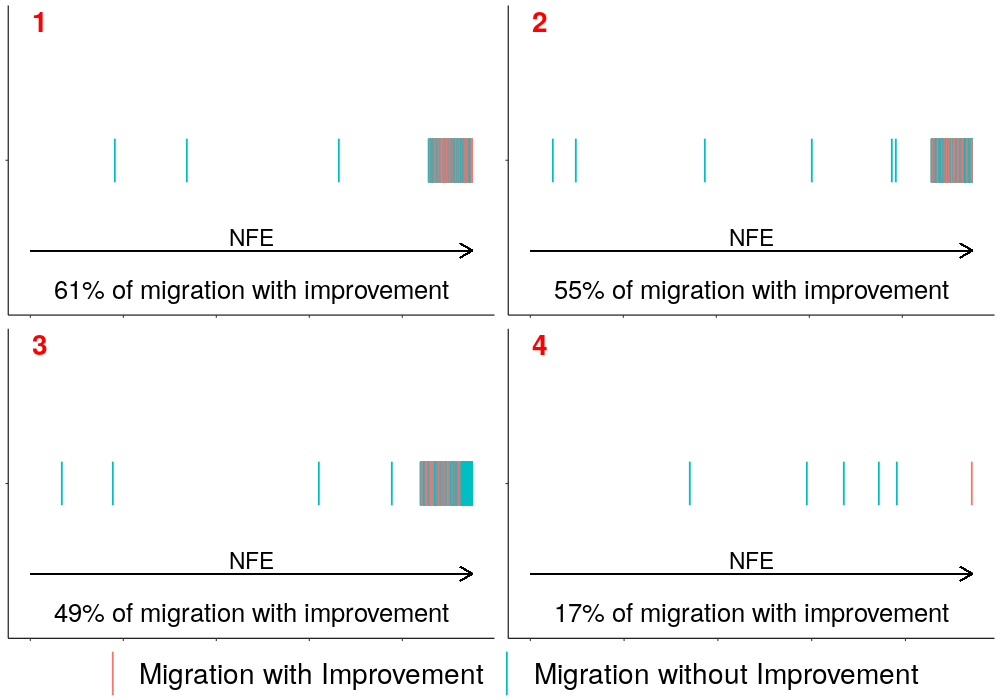 1
NFE
61% of migration with improvement
2
NFE
55% of migration with improvement
3
NFE
49% of migration with improvement
4
NFE
17% of migration with improvement
Migration with Improvement
Migration without Improvement